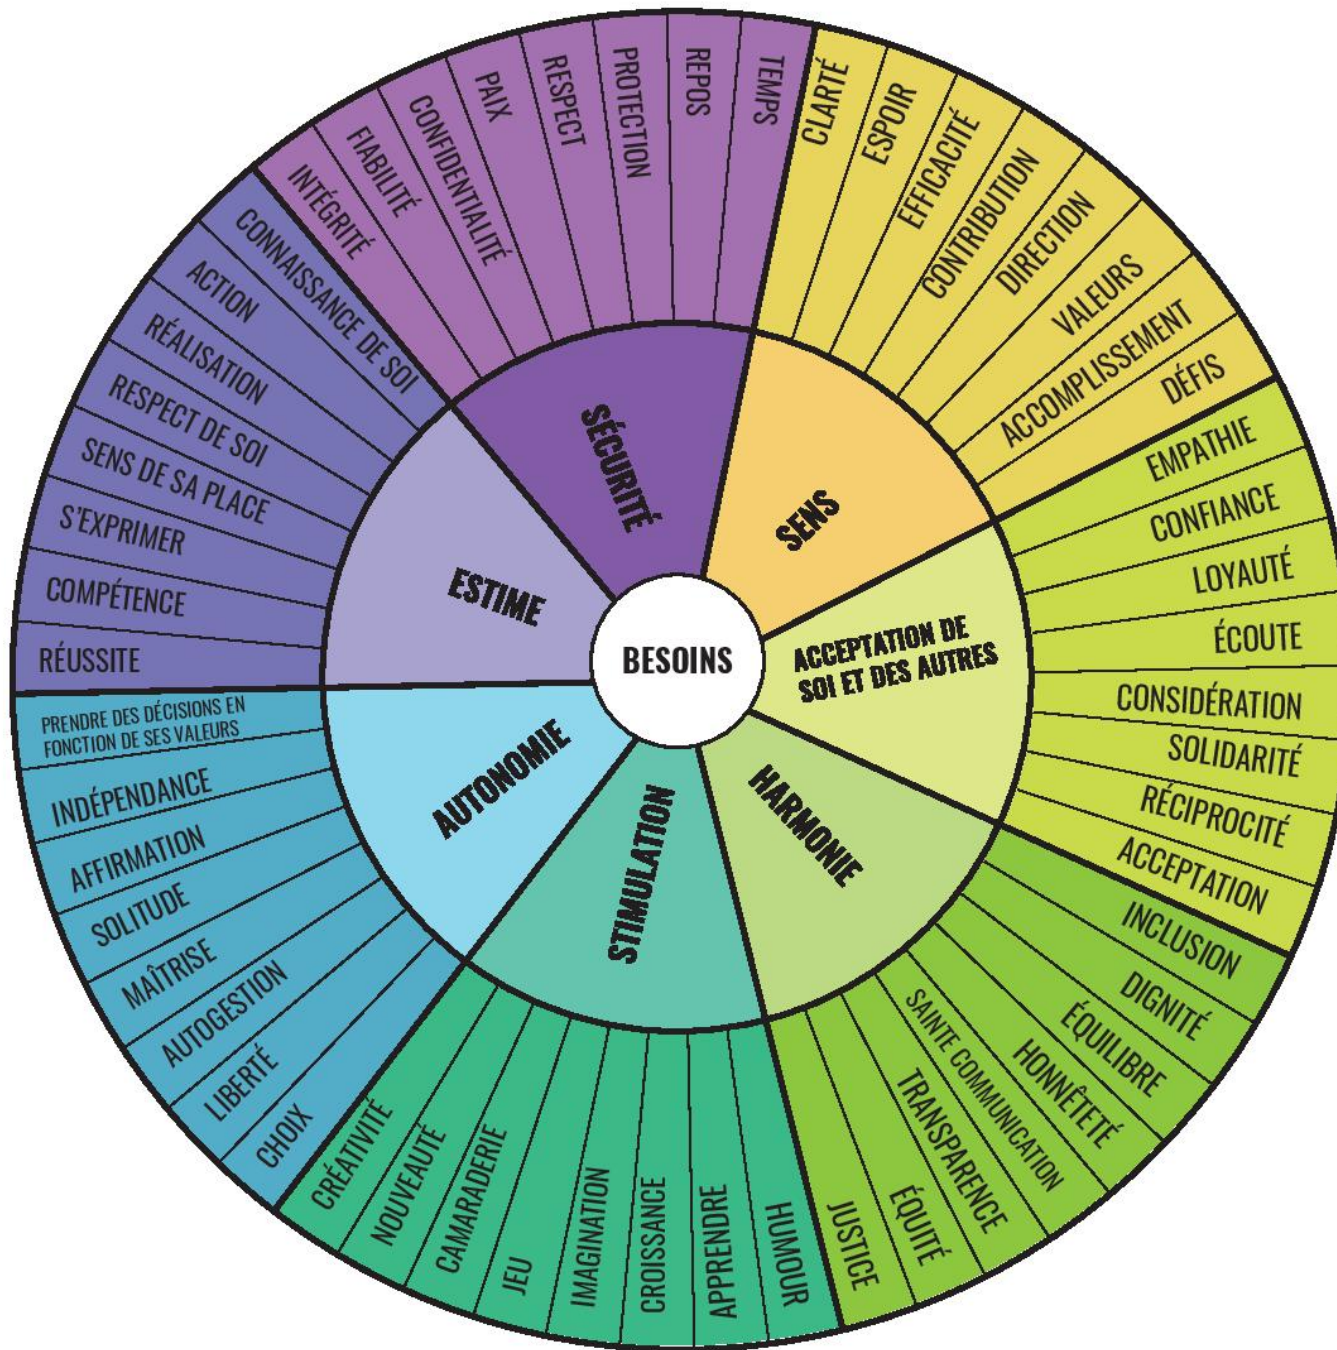 BESOINS
SÉCURITÉ
INTÉGRITÉ
FIABILITÉ
CONFIDENTIALITÉ
PAIX
RESPECT
PROTECTION
REPOS
TEMPS
SENS
CLARTÉ
ESPOIR
EFFICACITÉ
CONTRIBUTION
DIRECTION
VALEURS
ACCOMPLISSEMENT
DÉFIS
ACCEPTATION DE
SOI ET DES AUTRES
EMPATHIE
CONFIANCE
LOYAUTÉ
ÉCOUTE
CONSIDÉRATION
SOLIDARITÉ
RÉCIPROCITÉ
ACCEPTATION
HARMONIE
INCLUSION
DIGNITÉ
ÉQUILIBRE
HONNÊTETÉ
SAINTE COMMUNICATION
TRANSPARENCE
ÉQUITÉ
JUSTICE
STIMULATION
HUMOUR
APPRENDRE
CROISSANCE
IMAGINATION
JEU
CAMARADERIE
NOUVEAUTÉ
CRÉATIVITÉ
AUTONOMIE
CHOIX
LIBERTÉ
AUTOGESTION
MAÎTRISE
SOLITUDE
AFFIRMATION
INDÉPENDANCE
PRENDRE DES DÉCISIONS EN
FONCTION DE SES VALEURS
ESTIME
RÉUSSITE
COMPÉTENCE
S'EXPRIMER
SENS DE SA PLACE
RESPECT DE SOI
RÉALISATION
ACTION
CONNAISSANCE DE SOI